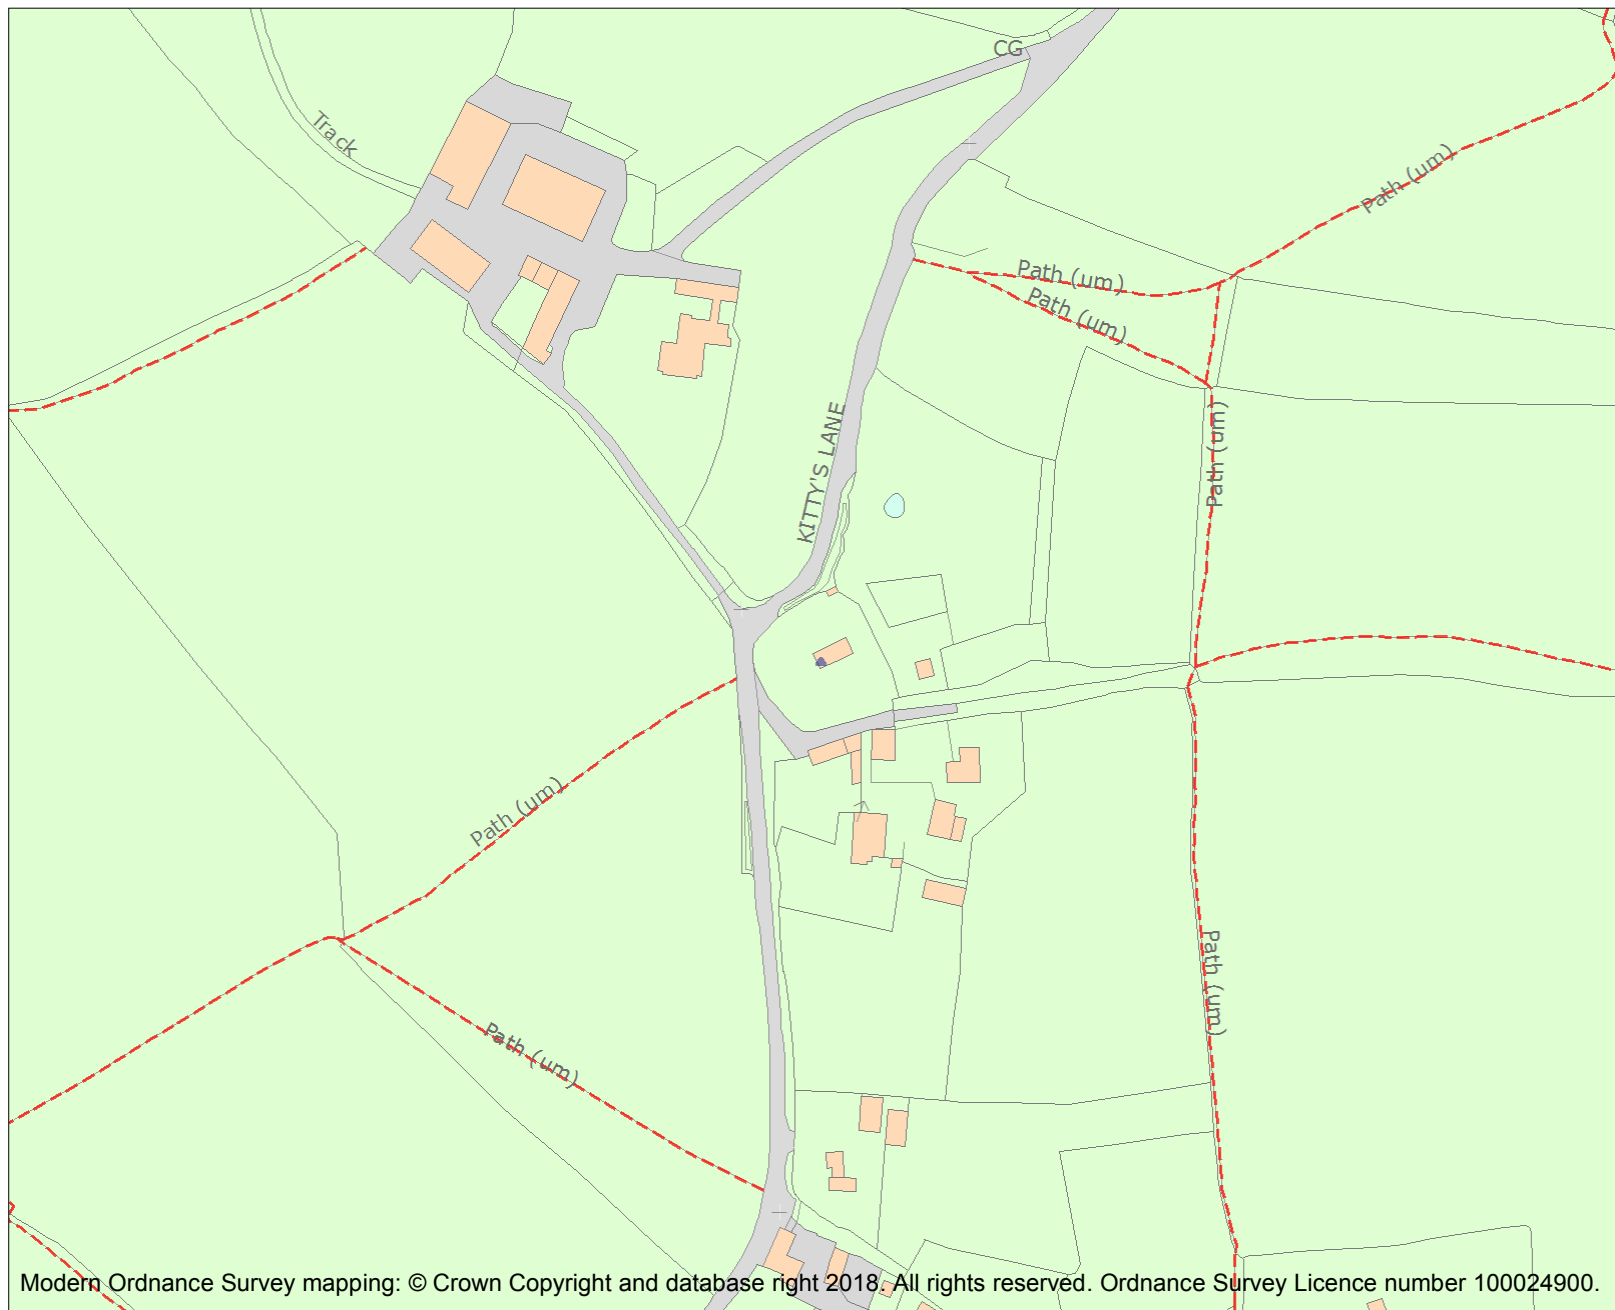 CG
Track
Path (um)
Path (um)
Path (um)
KITTY'S LANE
Path (um)
Path (um)
Path (um)
Path (um)
Modern Ordnance Survey mapping: © Crown Copyright and database right 2018. All rights reserved. Ordnance Survey Licence number 100024900.